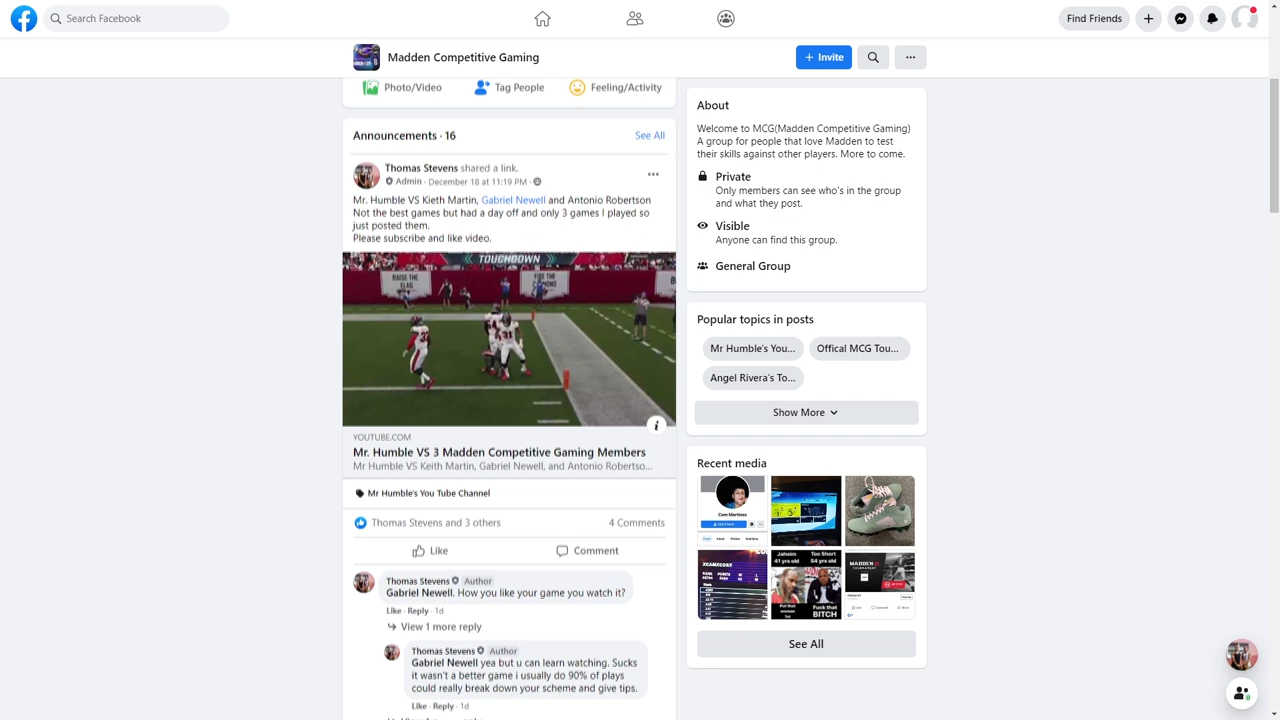 Search Facebook
Find Friends
Madden Competitive Gaming
+ Invite
Photo/Video
Tag People
Feeling/Activity
Announcements · 16
See All
Thomas Stevens shared a link.
Admin · December 18 at 11:19 PM ·
Mr. Humble VS Kieth Martin, Gabriel Newell and Antonio Robertson
Not the best games but had a day off and only 3 games I played so
just posted them.
Please subscribe and like video.
TOUCHDOWN
RAISE THE
FLAG
FIRE THE
CANNONS
YOUTUBE.COM
Mr. Humble VS 3 Madden Competitive Gaming Members
Mr Humble VS Keith Martin, Gabriel Newell, and Antonio Robertso...
Mr Humble's You Tube Channel
Thomas Stevens and 3 others
4 Comments
Like
Comment
Thomas Stevens Author
Gabriel Newell. How you like your game you watch it?
Like · Reply · 1d
View 1 more reply
Thomas Stevens Author
Gabriel Newell yea but u can learn watching. Sucks
it wasn't a better game i usually do 90% of plays
could really break down your scheme and give tips.
Like · Reply · 1d
About
Welcome to MCG(Madden Competitive Gaming)
A group for people that love Madden to test
their skills against other players. More to come.
Private
Only members can see who's in the group
and what they post.
Visible
Anyone can find this group.
General Group
Popular topics in posts
Mr Humble's You...
Offical MCG Tou...
Angel Rivera's To...
Show More
Recent media
Cam Martinez
Jaheim
41 yrs old
Too Short
54 yrs old
Put that
woman
1st
Fuck that
BITCH
MADDEN
TOURNAMENT
See All